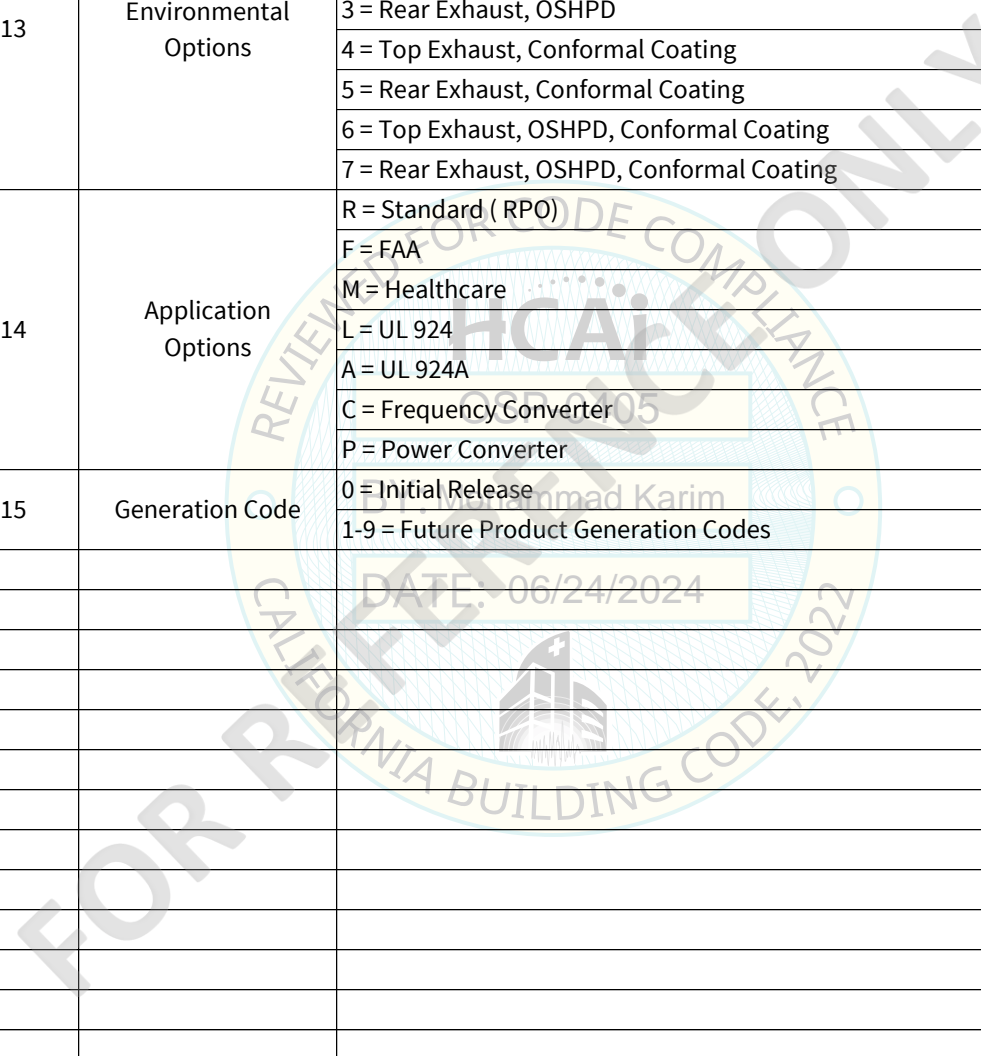 13
Environmental
Options
3 = Rear Exhaust, OSHPD
4 = Top Exhaust, Conformal Coating
5 = Rear Exhaust, Conformal Coating
6 = Top Exhaust, OSHPD, Conformal Coating
7 = Rear Exhaust, OSHPD, Conformal Coating
14
Application
Options
R = Standard ( RPO)
F = FAA
M = Healthcare
L = UL 924
A = UL 924A
C = Frequency Converter
P = Power Converter
15
Generation Code
0 = Initial Release
1-9 = Future Product Generation Codes
REVIEWED FOR CODE COMPLIANCE
HCAi
OSP-0405
BY: Mohammad Karim
DATE: 06/24/2024
CALIFORNIA BUILDING CODE, 2022
FOR REFERENCE ONLY